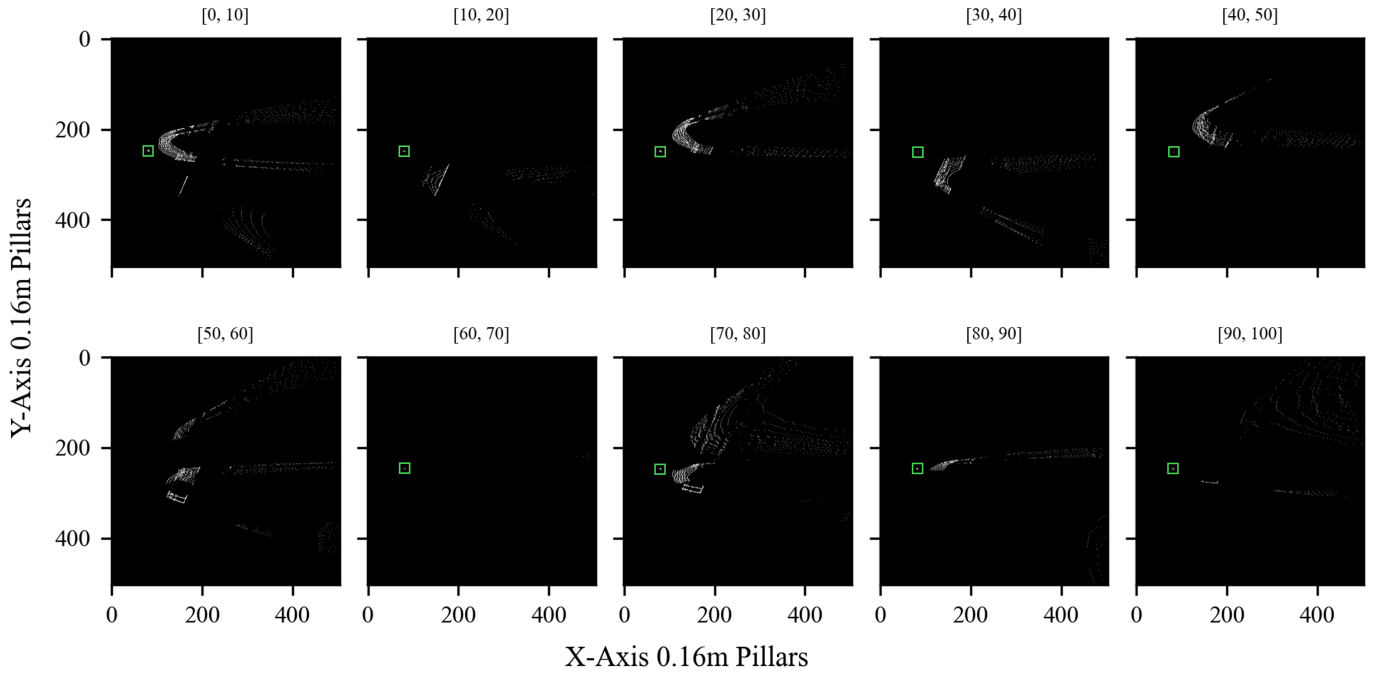 [0, 10] [10, 20] [20, 30] [30, 40] [40, 50]
0
200
400
0 200 400 0 200 400 0 200 400 0 200 400 0 200 400
[50, 60] [60, 70] [70, 80] [80, 90] [90, 100]
0
200
400
Y-Axis 0.16m Pillars
X-Axis 0.16m Pillars